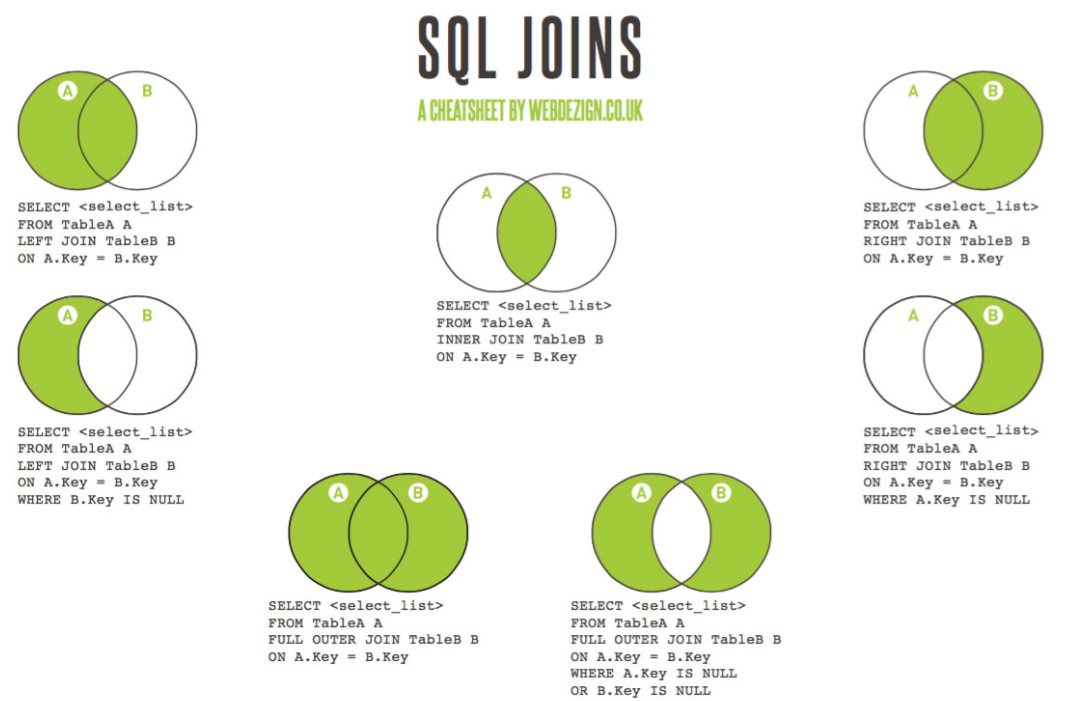 SQL JOINS
A CHEATSHEET BY WEBDEZIGN.CO.UK
A B
SELECT <select_list>
FROM TableA A
LEFT JOIN TableB B
ON A.Key = B.Key
A B
SELECT <select_list>
FROM TableA A
RIGHT JOIN TableB B
ON A.Key = B.Key
A B
SELECT <select_list>
FROM TableA A
INNER JOIN TableB B
ON A.Key = B.Key
A B
SELECT <select_list>
FROM TableA A
LEFT JOIN TableB B
ON A.Key = B.Key
WHERE B.Key IS NULL
A B
SELECT <select_list>
FROM TableA A
RIGHT JOIN TableB B
ON A.Key = B.Key
WHERE A.Key IS NULL
A B
SELECT <select_list>
FROM TableA A
FULL OUTER JOIN TableB B
ON A.Key = B.Key
A B
SELECT <select_list>
FROM TableA A
FULL OUTER JOIN TableB B
ON A.Key = B.Key
WHERE A.Key IS NULL
OR B.Key IS NULL